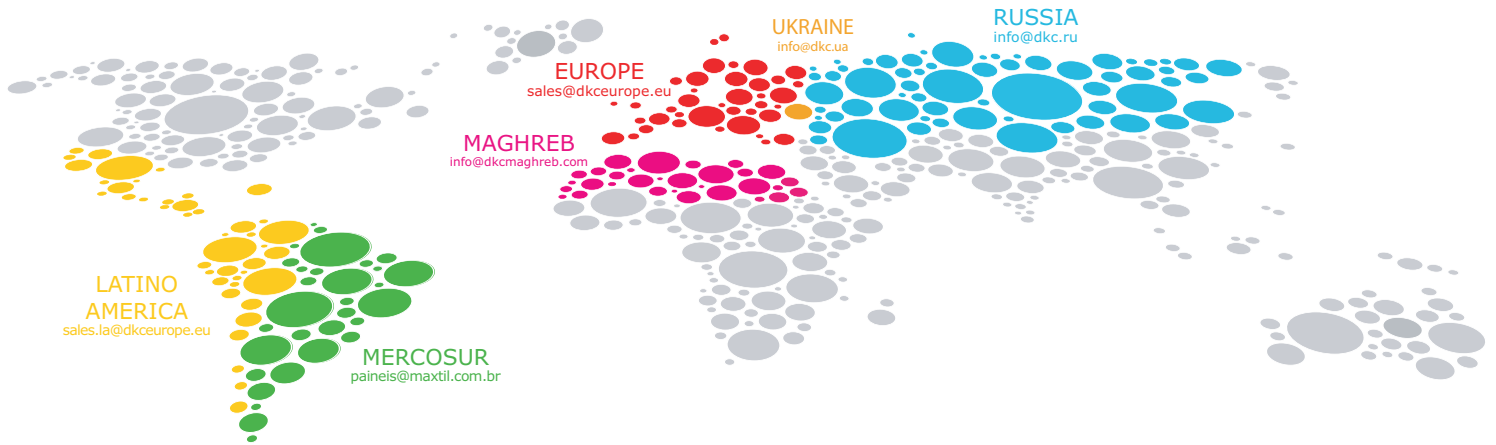 UKRAINE
info@dkc.ua
RUSSIA
info@dkc.ru
EUROPE
sales@dkceurope.eu
MAGHREB
info@dkcmaghreb.com
LATINO
AMERICA
sales.la@dkceurope.eu
MERCOSUR
paineis@maxtil.com.br